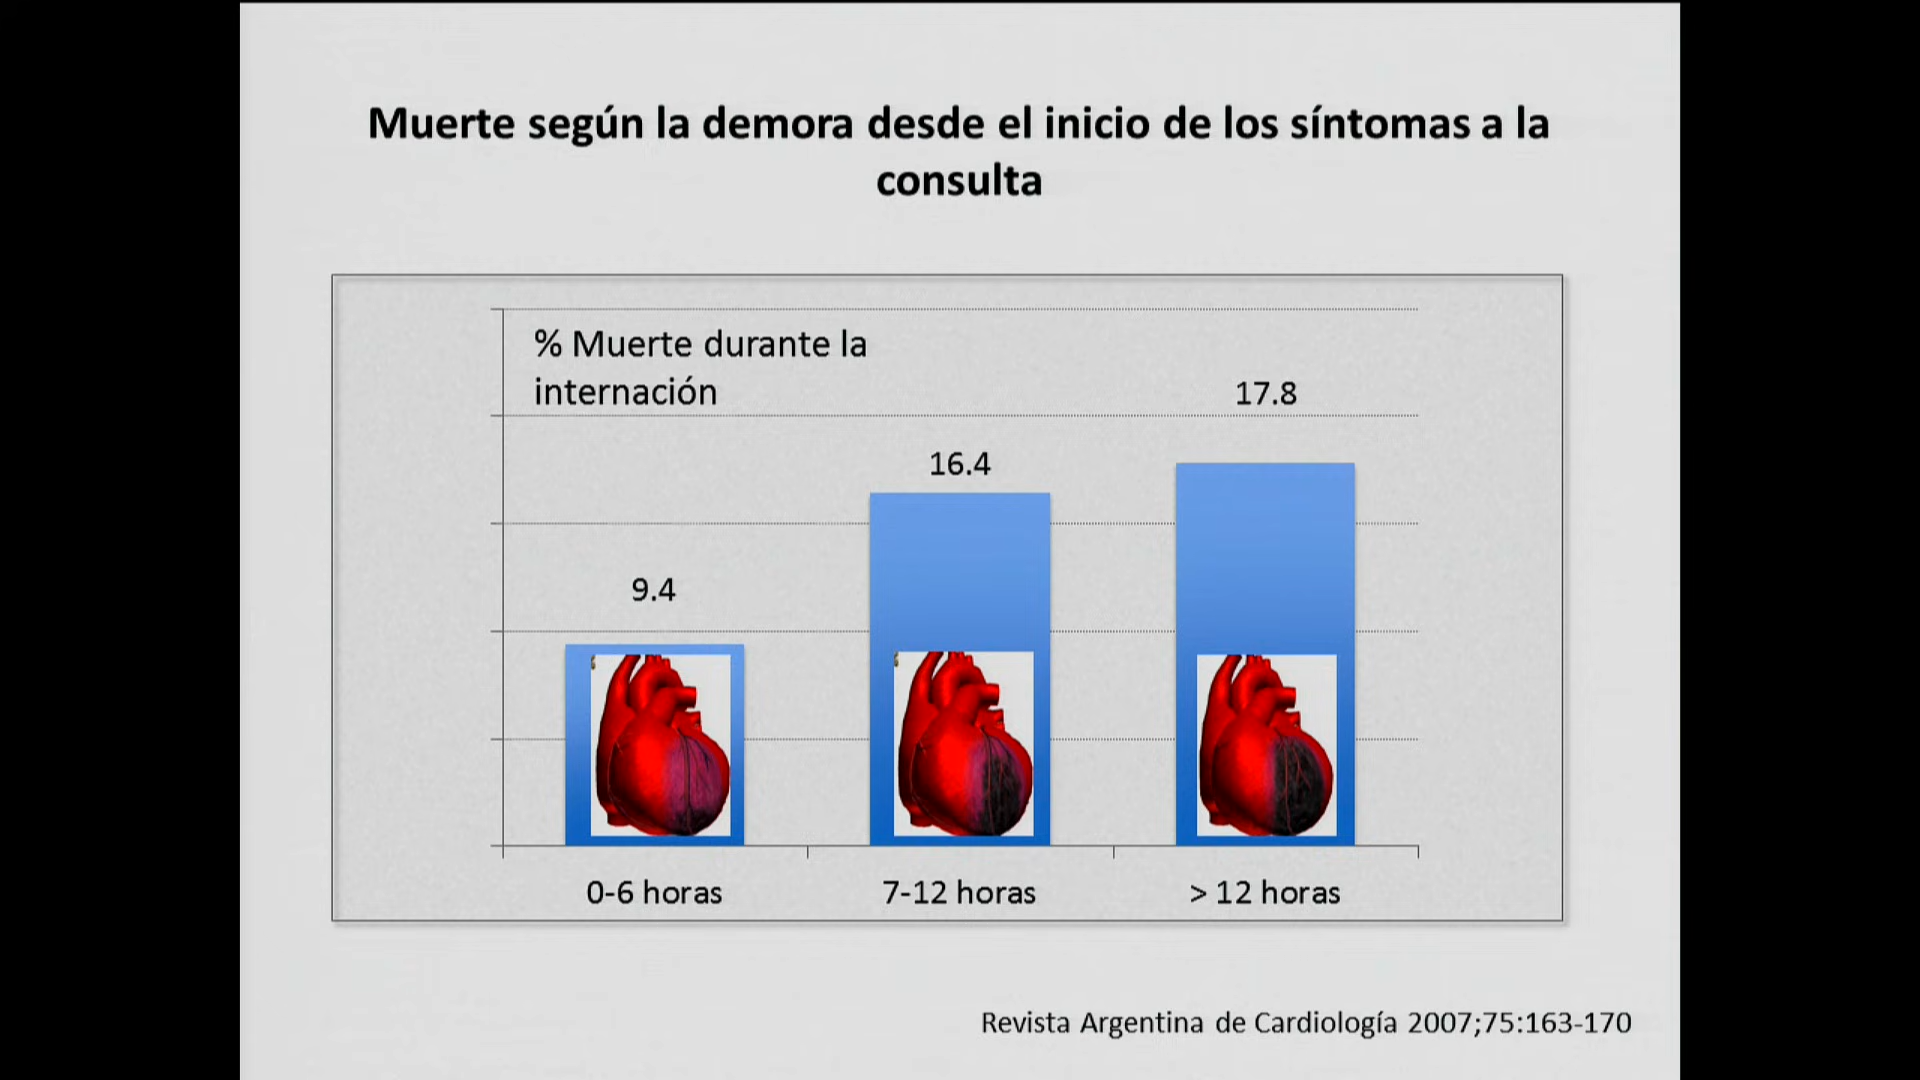 Muerte según la demora desde el inicio de los síntomas a la
consulta
% Muerte durante la
internación
17.8
16.4
9.4
0-6 horas
7-12 horas
> 12 horas
Revista Argentina de Cardiología 2007;75:163-170